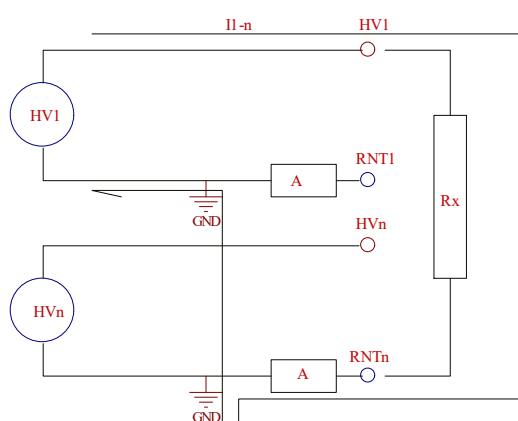 I1-n HV1
HV1
RNT1
A
Rx
GND
HVn
HVn
RNTn
A
GND